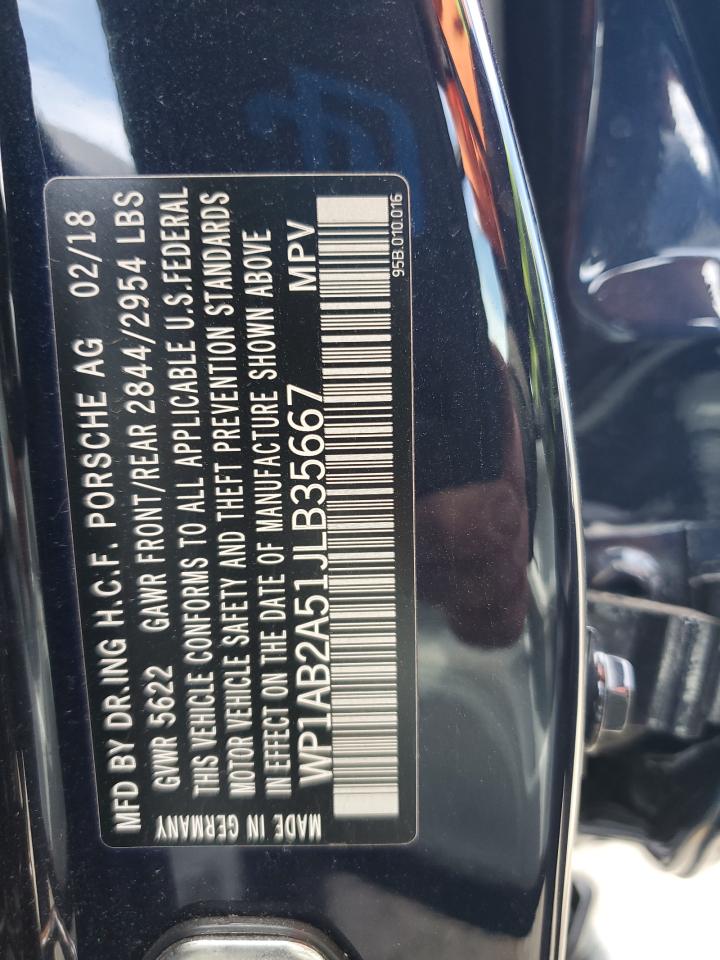 MFD BY DR.ING H.C.F. PORSCHE AG 02/18
GVWR 5622 GAWR FRONT/REAR 2844/2954 LBS
THIS VEHICLE CONFORMS TO ALL APPLICABLE U.S.FEDERAL
MOTOR VEHICLE SAFETY AND THEFT PREVENTION STANDARDS
IN EFFECT ON THE DATE OF MANUFACTURE SHOWN ABOVE
WP1AB2A51JLB35667 MPV
95B.010.016
MADE IN GERMANY